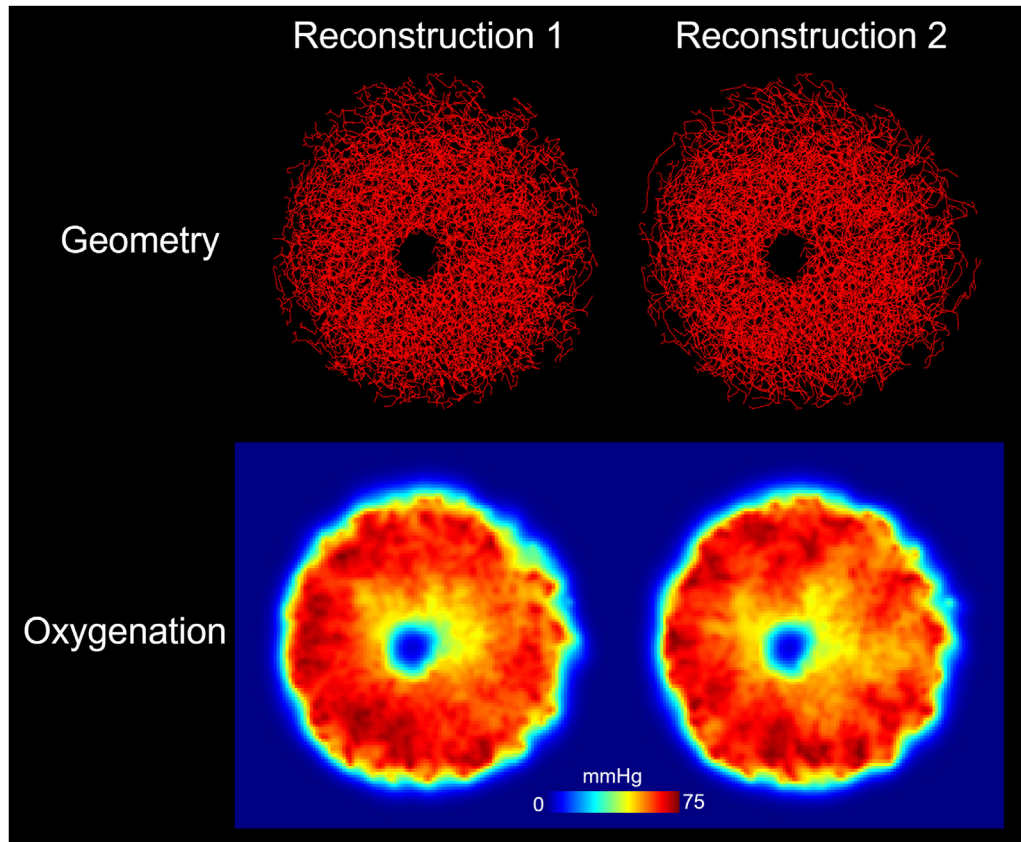 Reconstruction 1
Reconstruction 2
Geometry
Oxygenation
mmHg
0
75